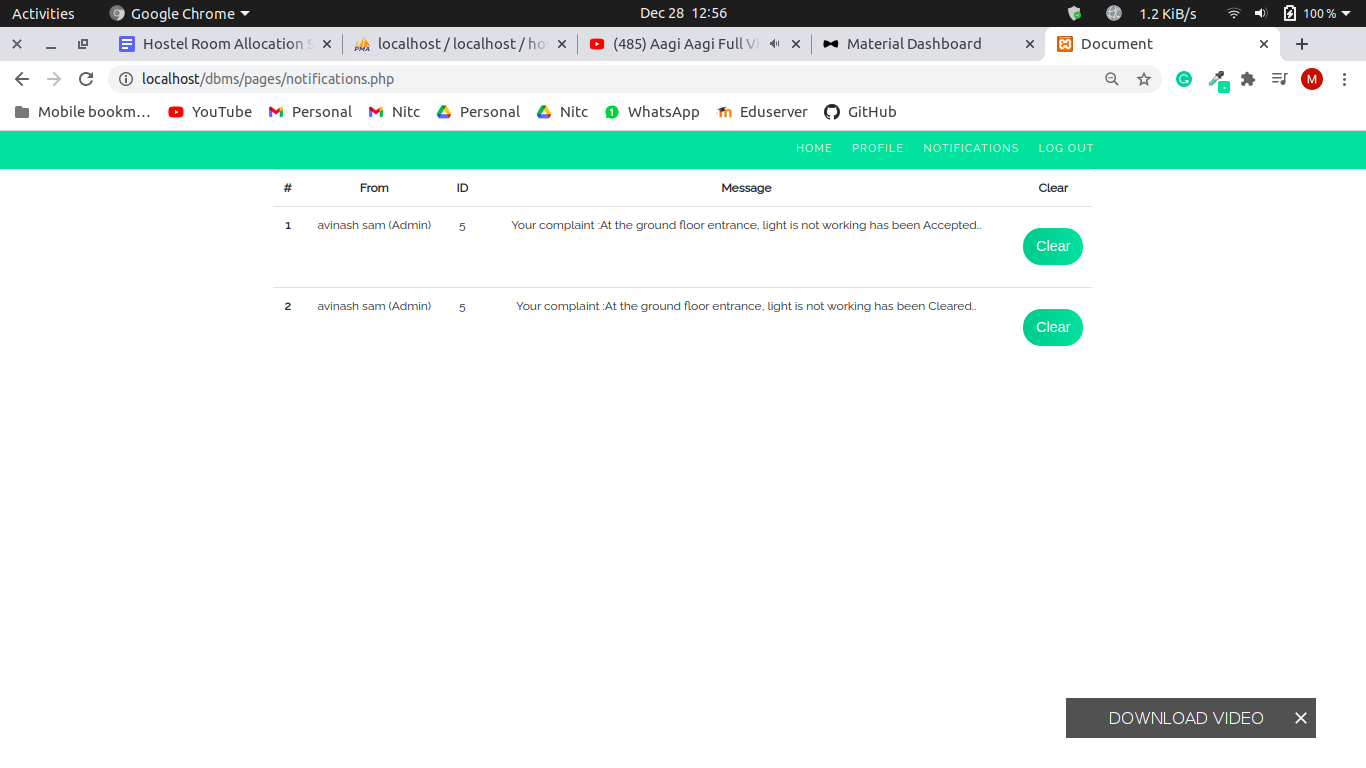 Activities Google Chrome Dec 28 12:56 1.2 KiB/s 100 %
Hostel Room Allocation S localhost / localhost / ho (485) Aagi Aagi Full Vi Material Dashboard Document
localhost/dbms/pages/notifications.php M
Mobile bookm… YouTube Personal Nitc Personal Nitc WhatsApp Eduserver GitHub
HOME PROFILE NOTIFICATIONS LOG OUT
# From ID Message Clear
1 avinash sam (Admin) 5 Your complaint :At the ground floor entrance, light is not working has been Accepted.. Clear
2 avinash sam (Admin) 5 Your complaint :At the ground floor entrance, light is not working has been Cleared.. Clear
DOWNLOAD VIDEO